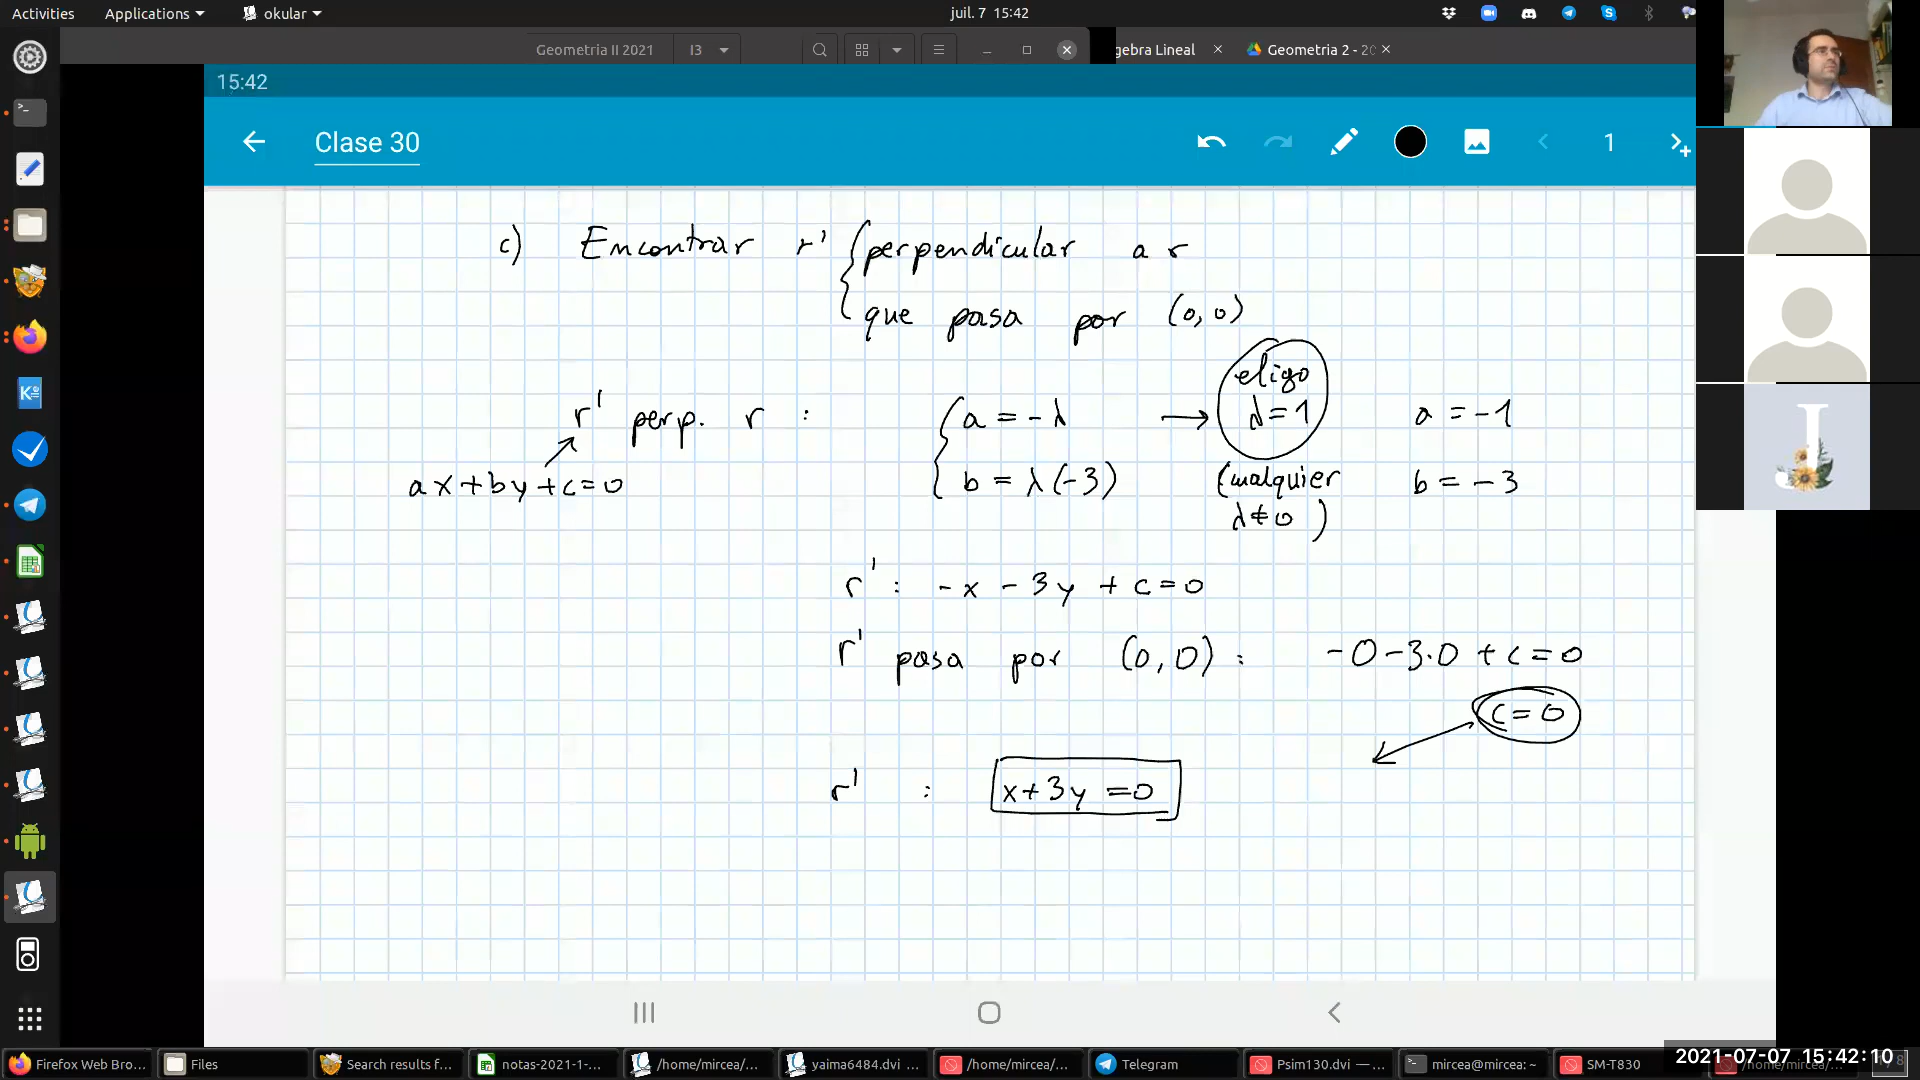 Activities Applications okular juil. 7 15:42
Geometria II 2021 I3 gebra Lineal Geometria 2 - 20
15:42
Clase 30 1
c) Encontrar r' { perpendicular a r
que pasa por (0,0)
eligo
r' perp. r : { a = -λ → λ=1 a = -1
ax+by+c=0 b = λ(-3) (cualquier b = -3
λ≠0)
r' : -x - 3y + c = 0
r' pasa por (0,0) : -0-3.0 + c = 0
c = 0
r' : x+3y =0
Firefox Web Bro... Files Search results f... notas-2021-1-... /home/mircea/... yaima6484.dvi ... /home/mircea/... Telegram Psim130.dvi — ... mircea@mircea: ~ SM-T830
2021-07-07 15:42:10